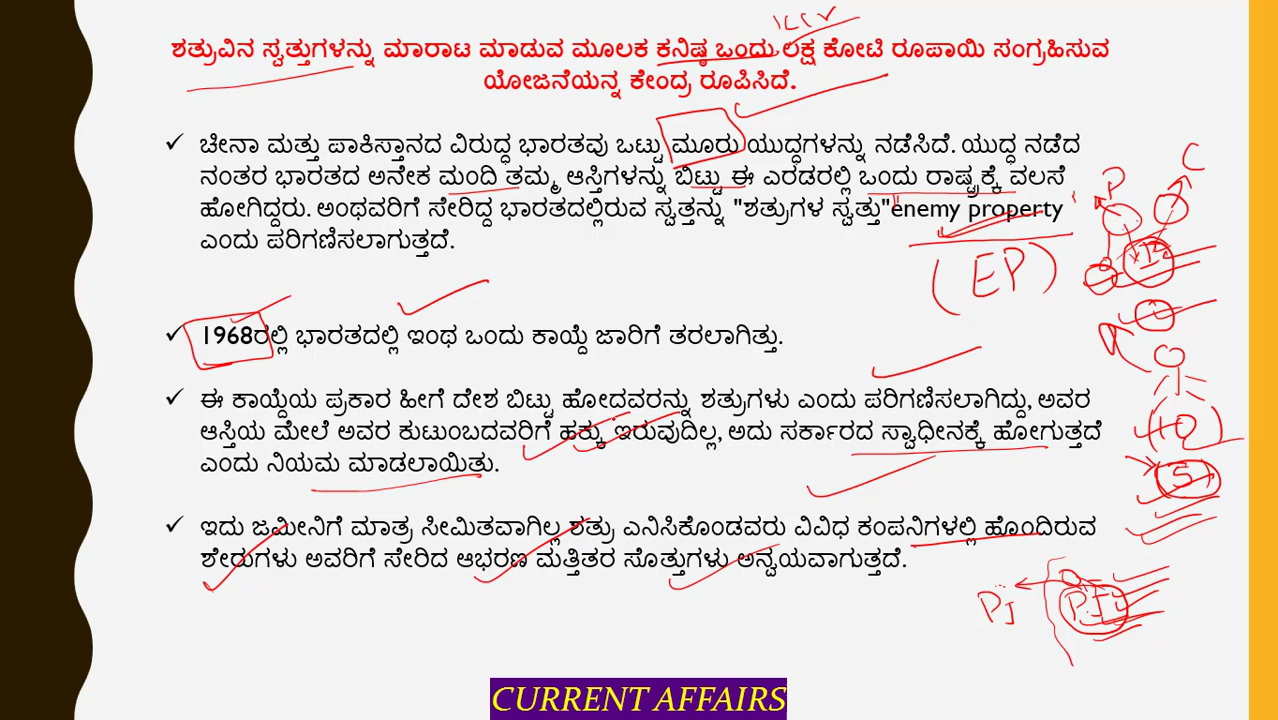 1CCr
ಶತ್ರುವಿನ ಸ್ವತ್ತುಗಳನ್ನು ಮಾರಾಟ ಮಾಡುವ ಮೂಲಕ ಕನಿಷ್ಠ ಒಂದು ಲಕ್ಷ ಕೋಟಿ ರೂಪಾಯಿ ಸಂಗ್ರಹಿಸುವ
ಯೋಜನೆಯನ್ನ ಕೇಂದ್ರ ರೂಪಿಸಿದೆ.
✓ ಚೀನಾ ಮತ್ತು ಪಾಕಿಸ್ತಾನದ ವಿರುದ್ಧ ಭಾರತವು ಒಟ್ಟು ಮೂರು ಯುದ್ಧಗಳನ್ನು ನಡೆಸಿದೆ. ಯುದ್ಧ ನಡೆದ
ನಂತರ ಭಾರತದ ಅನೇಕ ಮಂದಿ ತಮ್ಮ ಆಸ್ತಿಗಳನ್ನು ಬಿಟ್ಟು ಈ ಎರಡರಲ್ಲಿ ಒಂದು ರಾಷ್ಟ್ರಕ್ಕೆ ವಲಸೆ
ಹೋಗಿದ್ದರು. ಅಂಥವರಿಗೆ ಸೇರಿದ್ದ ಭಾರತದಲ್ಲಿರುವ ಸ್ವತ್ತನ್ನು "ಶತ್ರುಗಳ ಸ್ವತ್ತು"enemy property
ಎಂದು ಪರಿಗಣಿಸಲಾಗುತ್ತದೆ.
P C
(EP)
✓ 1968ರಲ್ಲಿ ಭಾರತದಲ್ಲಿ ಇಂಥ ಒಂದು ಕಾಯ್ದೆ ಜಾರಿಗೆ ತರಲಾಗಿತ್ತು.
✓ ಈ ಕಾಯ್ದೆಯ ಪ್ರಕಾರ ಹೀಗೆ ದೇಶ ಬಿಟ್ಟು ಹೋದವರನ್ನು ಶತ್ರುಗಳು ಎಂದು ಪರಿಗಣಿಸಲಾಗಿದ್ದು, ಅವರ
ಆಸ್ತಿಯ ಮೇಲೆ ಅವರ ಕುಟುಂಬದವರಿಗೆ ಹಕ್ಕು ಇರುವುದಿಲ್ಲ, ಅದು ಸರ್ಕಾರದ ಸ್ವಾಧೀನಕ್ಕೆ ಹೋಗುತ್ತದೆ
ಎಂದು ನಿಯಮ ಮಾಡಲಾಯಿತು.
✓ ಇದು ಜಮೀನಿಗೆ ಮಾತ್ರ ಸೀಮಿತವಾಗಿಲ್ಲ ಶತ್ರು ಎನಿಸಿಕೊಂಡವರು ವಿವಿಧ ಕಂಪನಿಗಳಲ್ಲಿ ಹೊಂದಿರುವ
ಶೇರುಗಳು ಅವರಿಗೆ ಸೇರಿದ ಆಭರಣ ಮತ್ತಿತರ ಸೊತ್ತುಗಳು ಅನ್ವಯವಾಗುತ್ತದೆ.
PJ PJ
CURRENT AFFAIRS